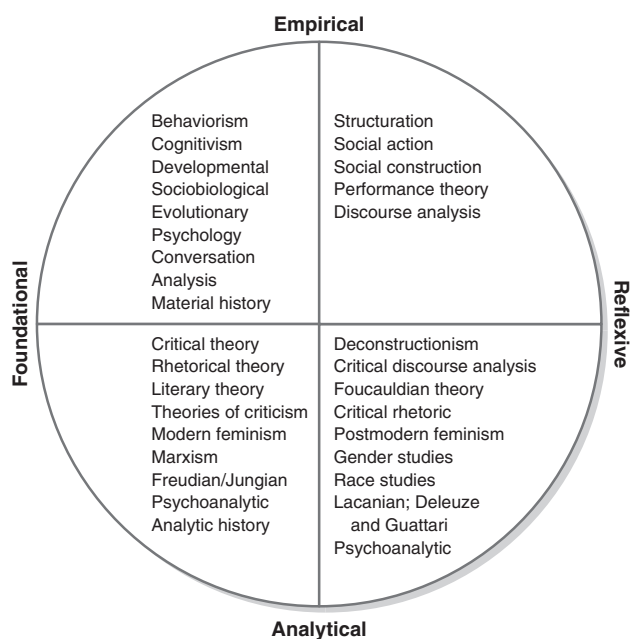 Empirical
Behaviorism
Cognitivism
Developmental
Sociobiological
Evolutionary
Psychology
Conversation
Analysis
Material history
Structuration
Social action
Social construction
Performance theory
Discourse analysis
Foundational
Reflexive
Critical theory
Rhetorical theory
Literary theory
Theories of criticism
Modern feminism
Marxism
Freudian/Jungian
Psychoanalytic
Analytic history
Deconstructionism
Critical discourse analysis
Foucauldian theory
Critical rhetoric
Postmodern feminism
Gender studies
Race studies
Lacanian; Deleuze
and Guattari
Psychoanalytic
Analytical